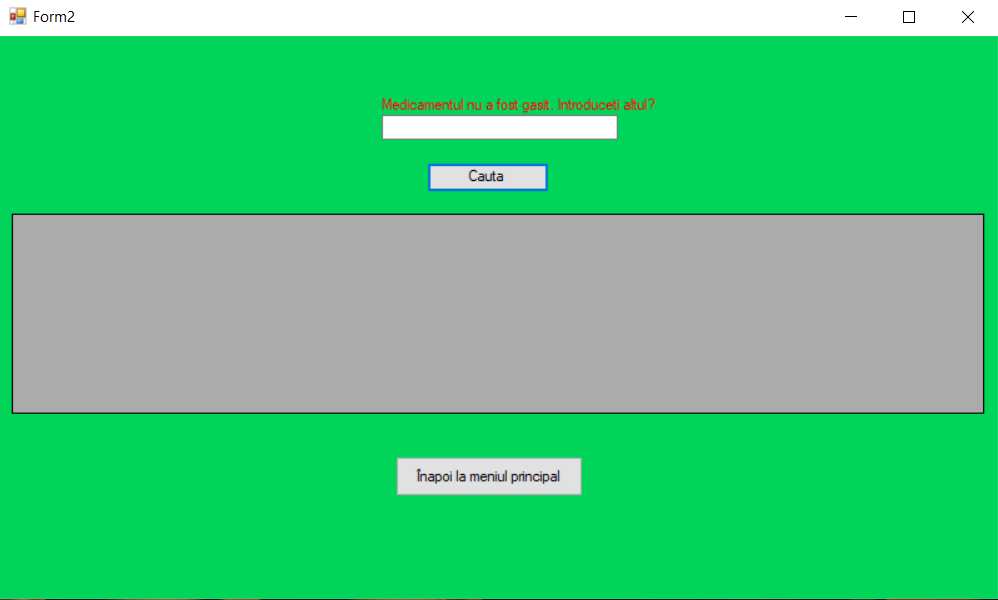 Form2
Medicamentul nu a fost gasit. Introduceti altul?
Cauta
Înapoi la meniul principal